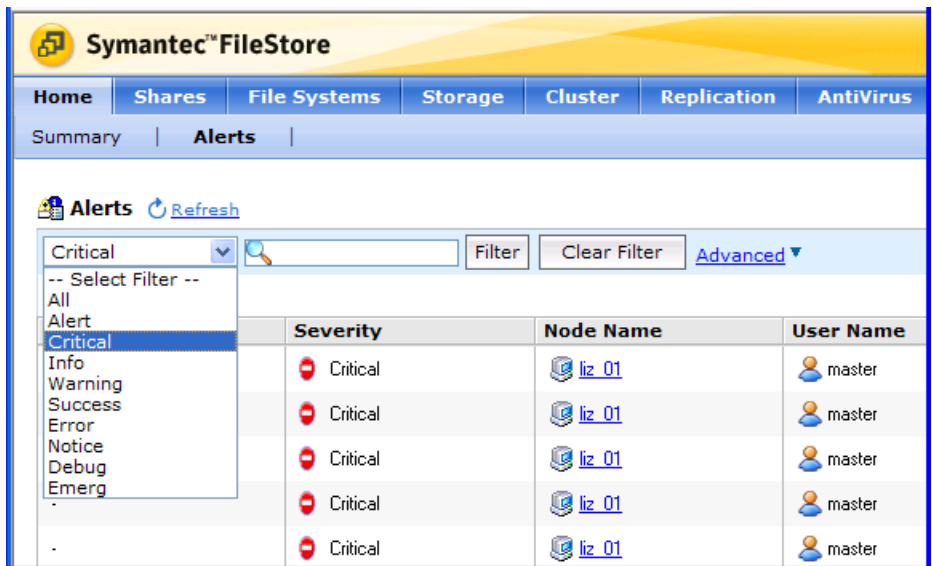 Symantec™FileStore
Home Shares File Systems Storage Cluster Replication AntiVirus
Summary | Alerts |
Alerts Refresh
Critical Filter Clear Filter Advanced
-- Select Filter --
All
Alert
Critical
Info
Warning
Success
Error
Notice
Debug
Emerg
Severity Node Name User Name
Critical liz_01 master
Critical liz_01 master
Critical liz_01 master
- Critical liz_01 master
- Critical liz_01 master